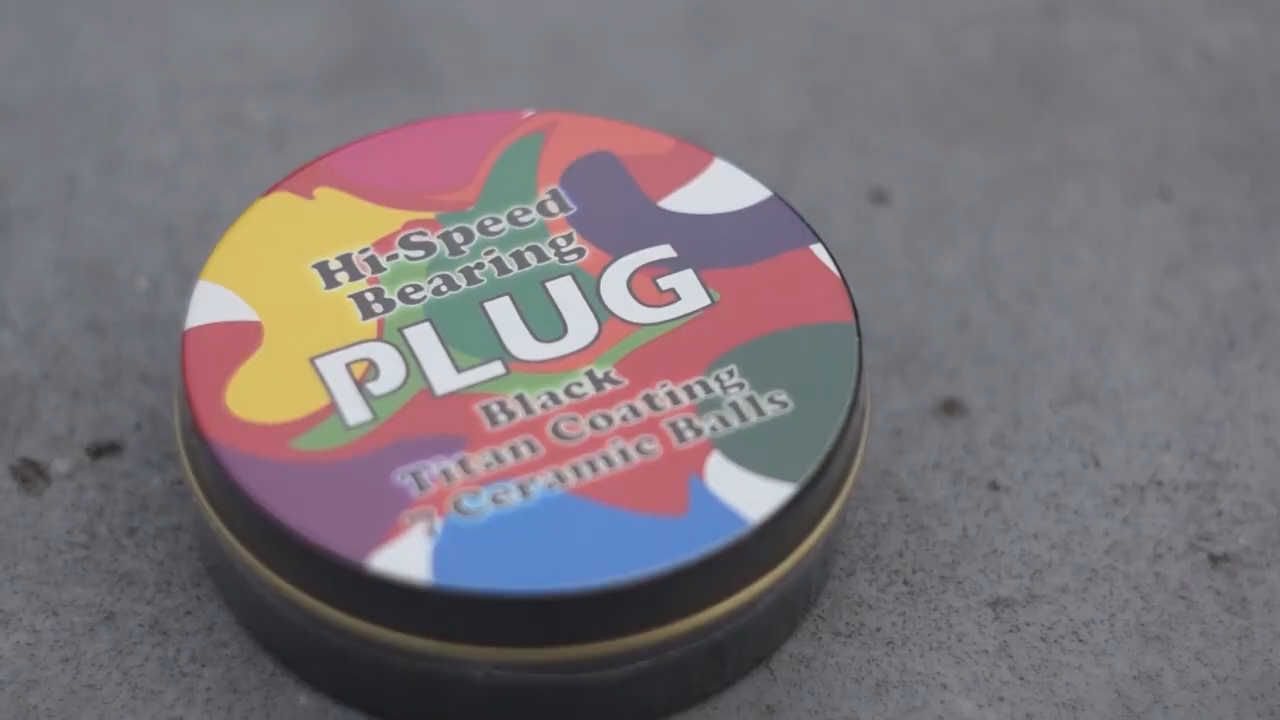 Hi-Speed
Bearing
PLUG
Black
Titan Coating
7 Ceramic Balls